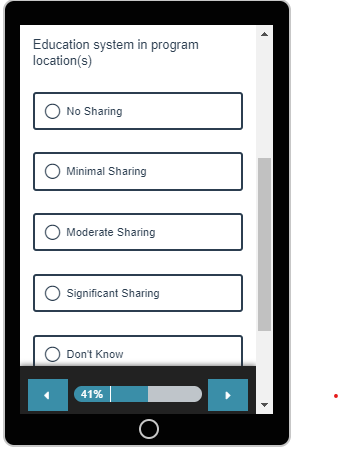 Education system in program
location(s)
No Sharing
Minimal Sharing
Moderate Sharing
Significant Sharing
Don't Know
41%